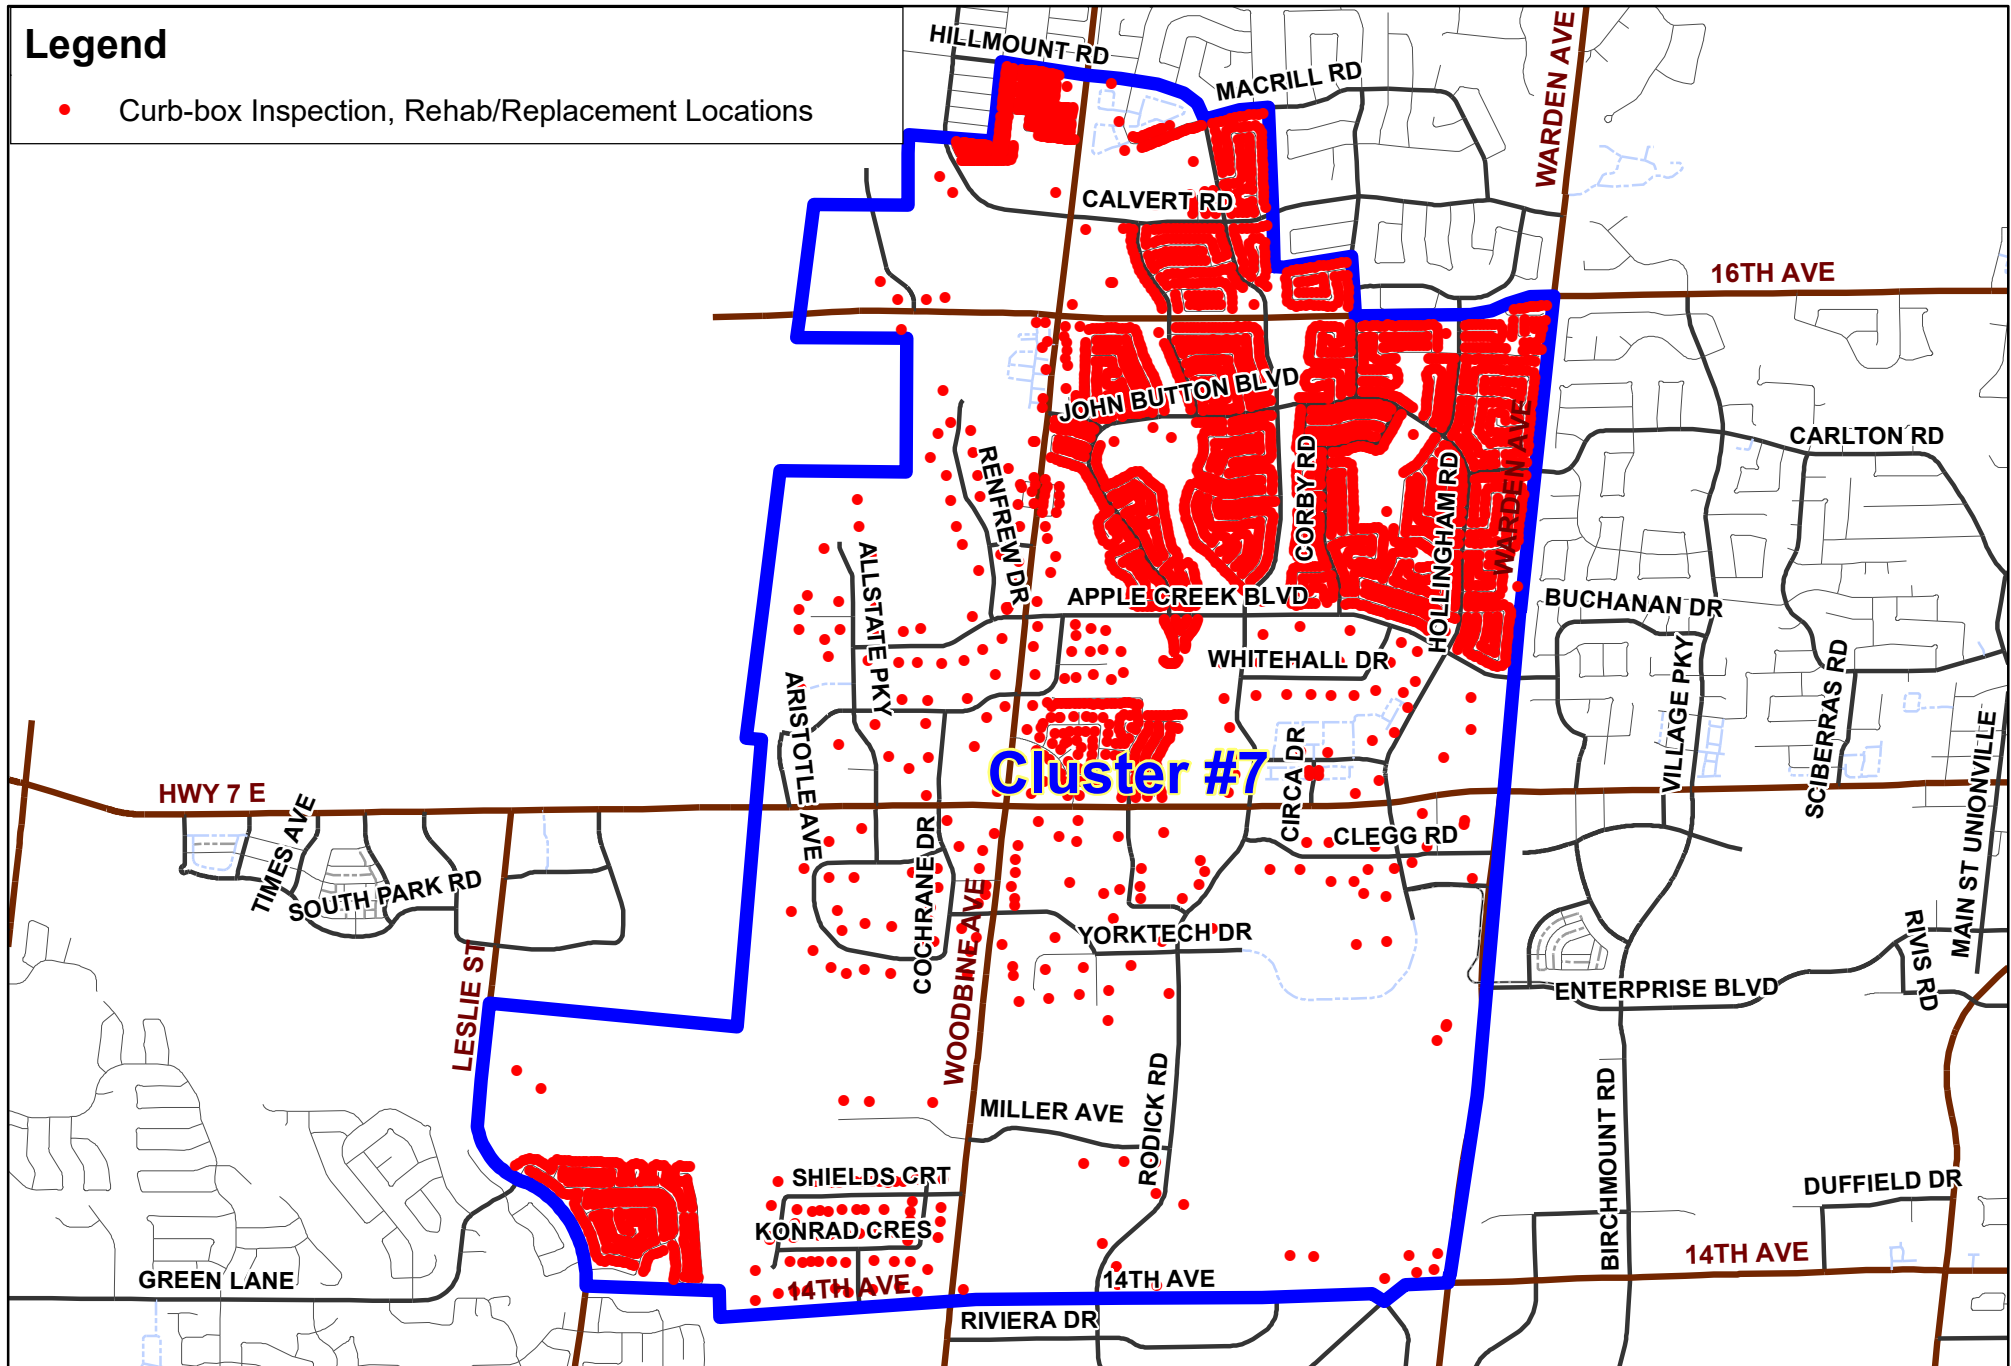 Legend
Curb-box Inspection, Rehab/Replacement Locations
HILLMOUNT RD
MACRILL RD
WARDEN AVE
CALVERT RD
16TH AVE
JOHN BUTTON BLVD
CARLTON RD
RENFREW DR
CORBY RD
HOLLINGHAM RD
WARDEN AVE
ALLSTATE PKY
APPLE CREEK BLVD
BUCHANAN DR
WHITEHALL DR
ARISTOTLE AVE
VILLAGE PKY
SCIBERRAS RD
MAIN ST UNIONVILLE
Cluster #7
CIRCA DR
HWY 7 E
TIMES AVE
SOUTH PARK RD
COCHRANE DR
CLEGG RD
LESLIE ST
WOODBINE AVE
YORKTECH DR
RIVIS RD
ENTERPRISE BLVD
MILLER AVE
RODICK RD
BIRCHMOUNT RD
SHIELDS CRT
DUFFIELD DR
KONRAD CRES
14TH AVE
GREEN LANE
14TH AVE
14TH AVE
RIVIERA DR